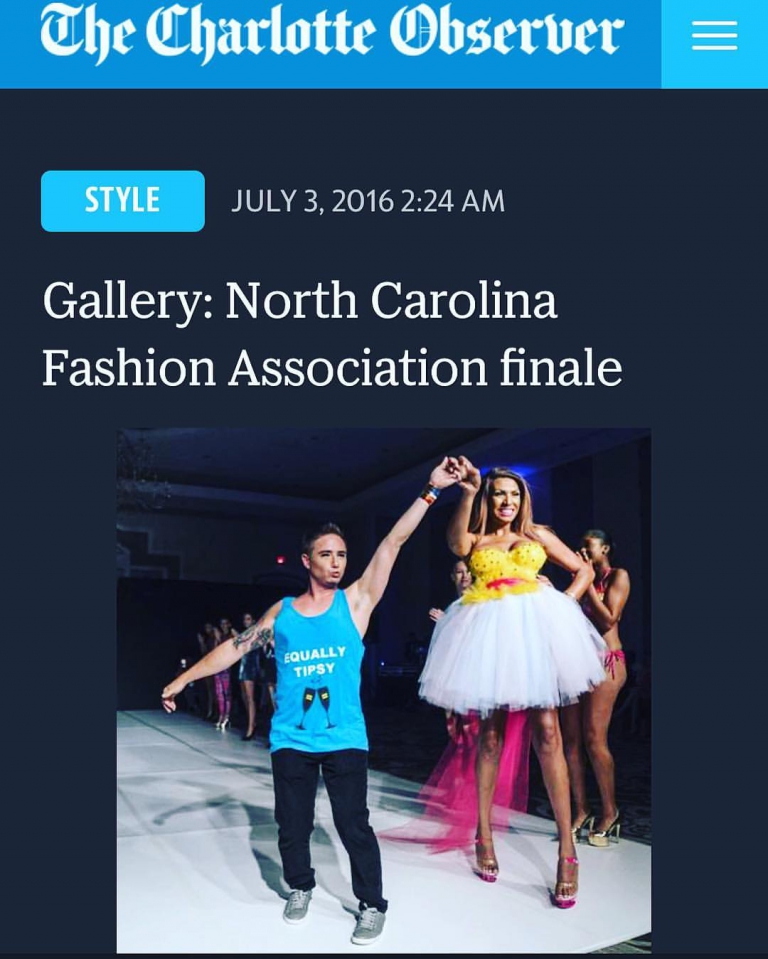 The Charlotte Observer
STYLE
JULY 3, 2016 2:24 AM
Gallery: North Carolina
Fashion Association finale
EQUALLY
TIPSY